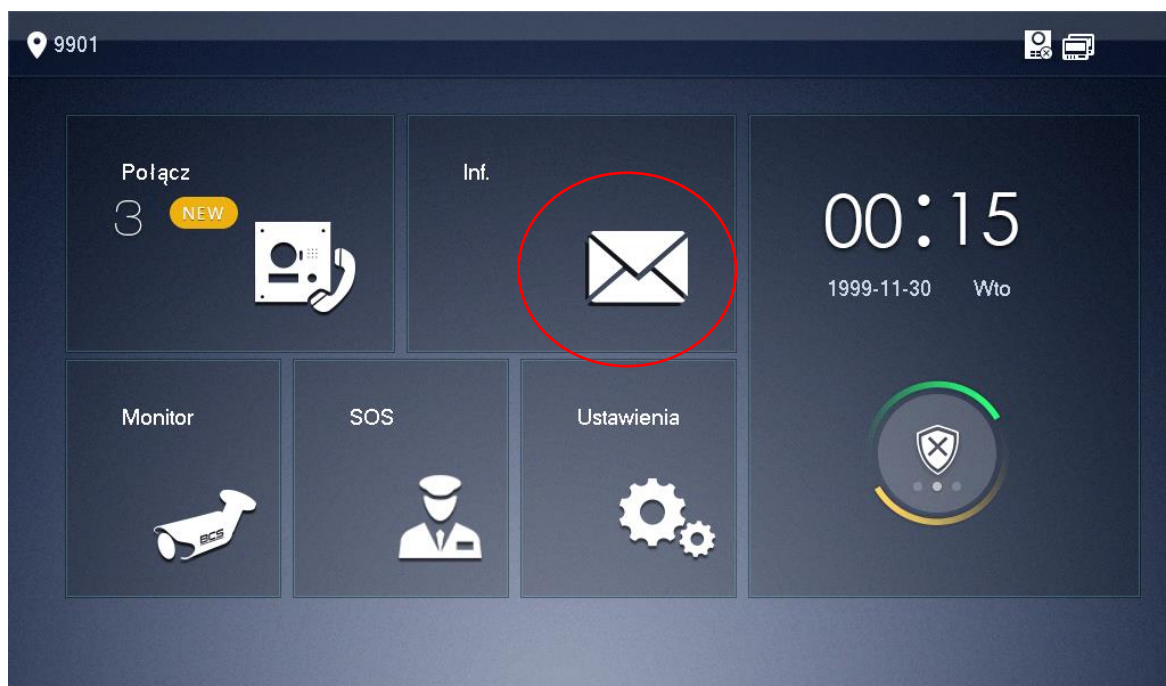 9901
Połącz
3 NEW
Inf.
00:15
1999-11-30 Wto
Monitor
BCS
SOS
Ustawienia